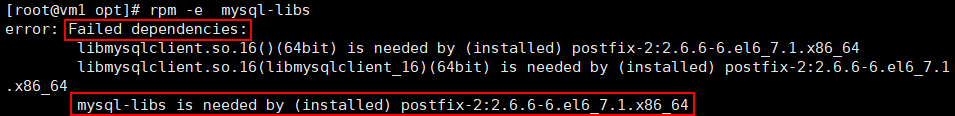 [root@vm1 opt]# rpm -e  mysql-libs
error: Failed dependencies:
libmysqlclient.so.16()(64bit) is needed by (installed) postfix-2:2.6.6-6.el6_7.1.x86_64
libmysqlclient.so.16(libmysqlclient_16)(64bit) is needed by (installed) postfix-2:2.6.6-6.el6_7.1
.x86_64
mysql-libs is needed by (installed) postfix-2:2.6.6-6.el6_7.1.x86_64